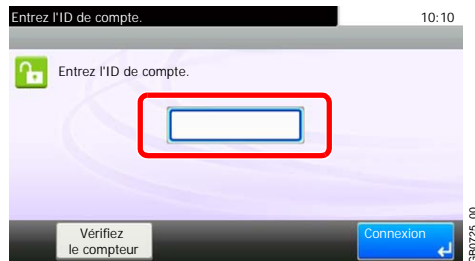 Entrez l'ID de compte.
10:10
Entrez l'ID de compte.
Vérifiez
le compteur
Connexion
GB0725_00